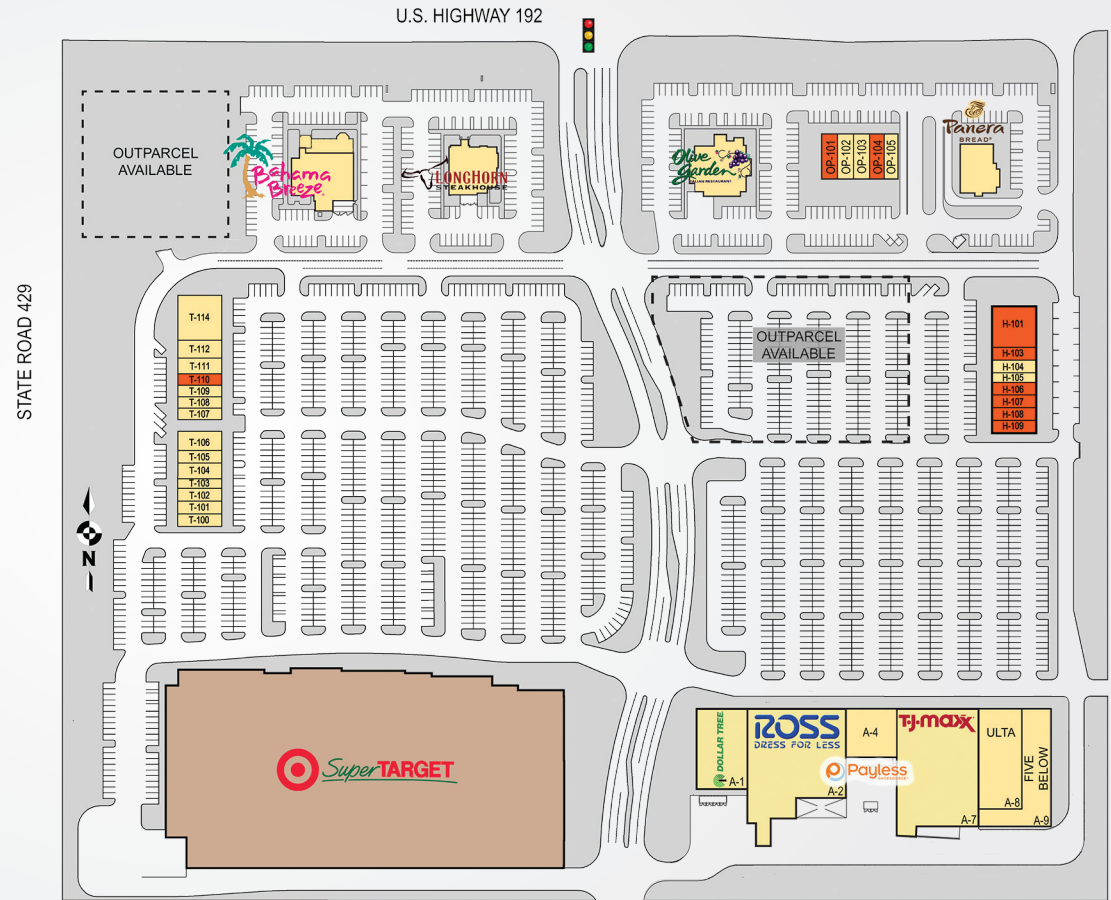 U.S. HIGHWAY 192
STATE ROAD 429
OUTPARCEL
AVAILABLE
Bahama
Breeze
LONGHORN
STEAKHOUSE
Olive
Garden
ITALIAN RESTAURANT
OP-101
OP-102
OP-103
OP-104
OP-105
Panera
BREAD
T-114
T-112
T-111
T-110
T-109
T-108
T-107
T-106
T-105
T-104
T-103
T-102
T-101
T-100
OUTPARCEL
AVAILABLE
H-101
H-103
H-104
H-105
H-106
H-107
H-108
H-109
N
SuperTARGET
DOLLAR TREE
A-1
ROSS
DRESS FOR LESS
A-2
A-4
Payless
T.J.maxx
A-7
ULTA
A-8
FIVE
BELOW
A-9